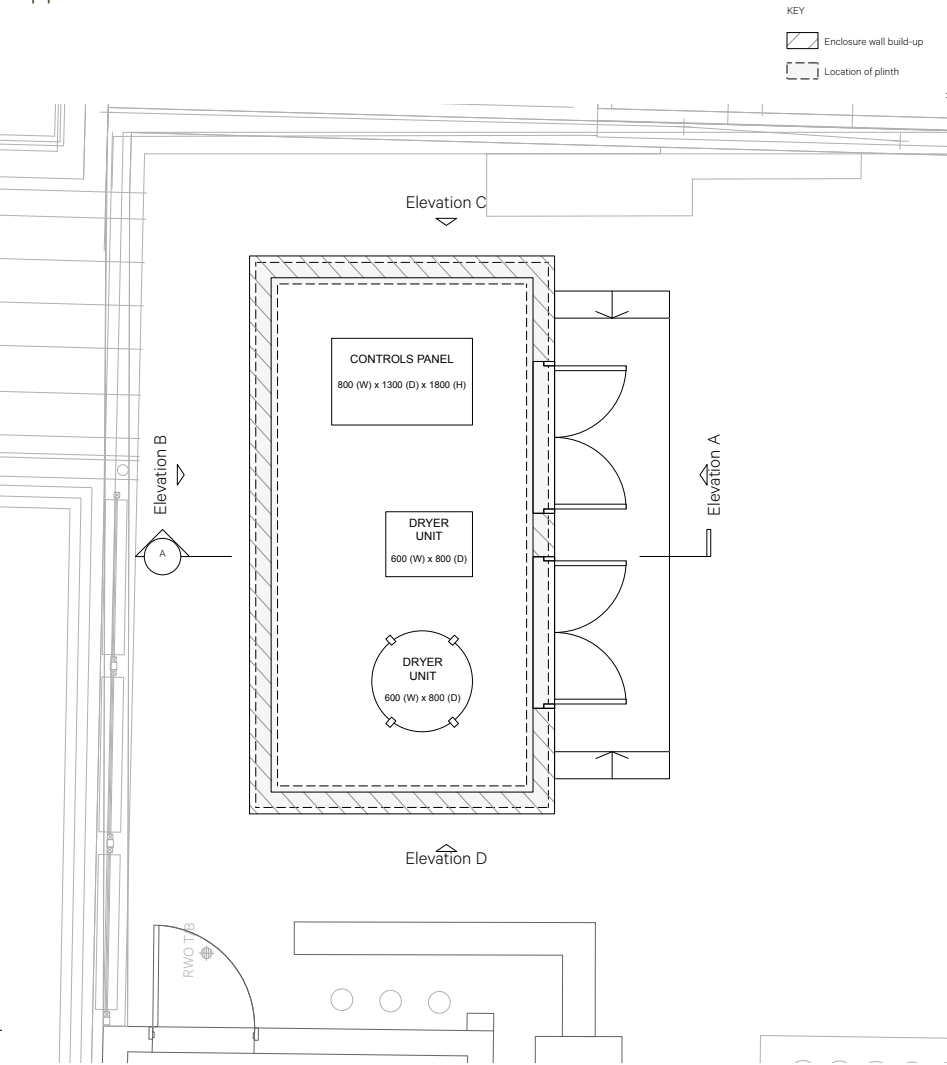 KEY
Enclosure wall build-up
Location of plinth
Elevation C
CONTROLS PANEL
800 (W) x 1300 (D) x 1800 (H)
Elevation B
Elevation A
DRYER
UNIT
600 (W) x 800 (D)
A
DRYER
UNIT
600 (W) x 800 (D)
Elevation D
RWO TB